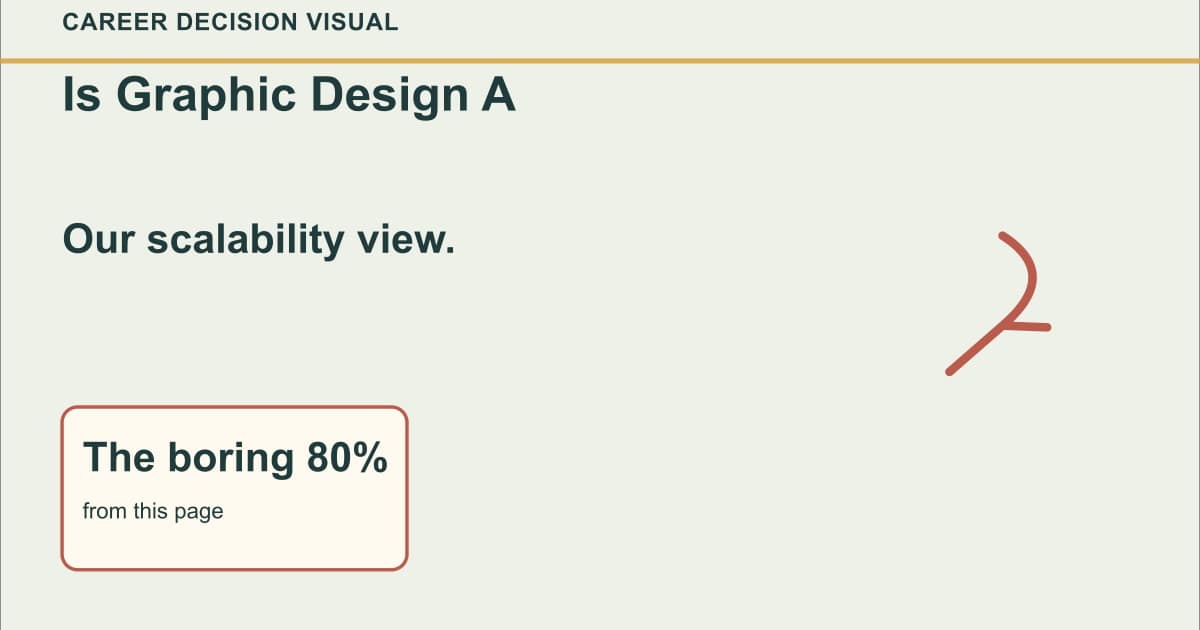 CAREER DECISION VISUAL
Is Graphic Design A
Our scalability view.
The boring 80%
from this page